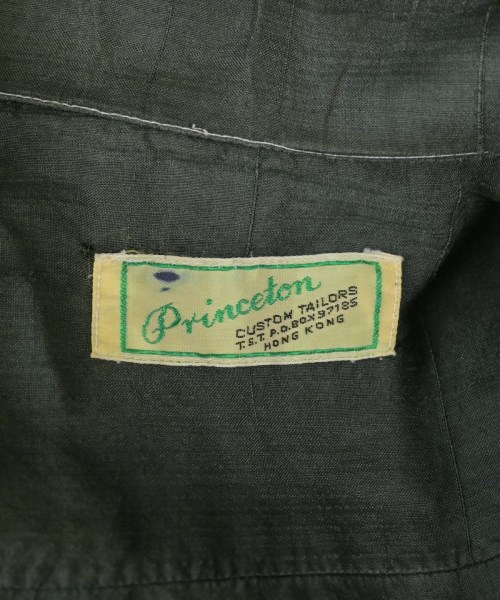 Princeton
CUSTOM TAILORS
T.S.T. P.O.BOX 97185
HONG KONG